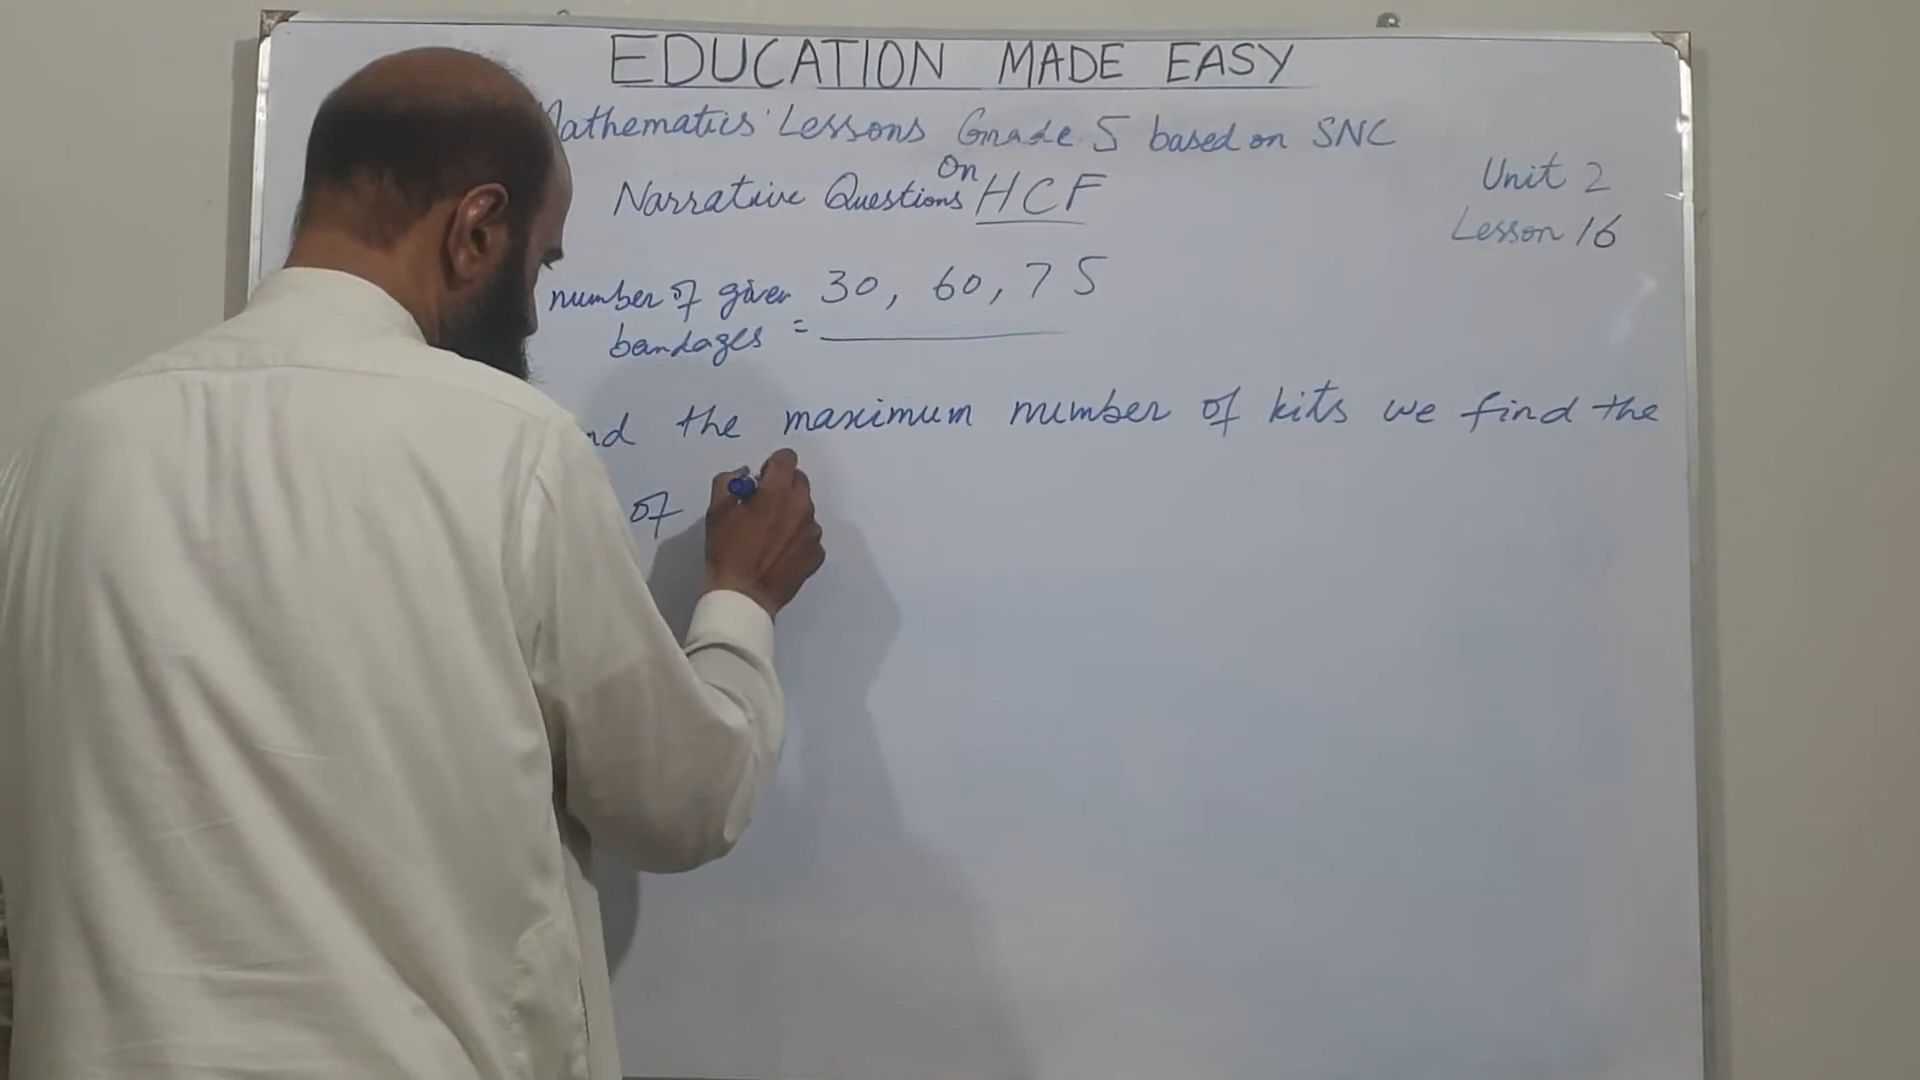 EDUCATION MADE EASY
Mathematics Lessons Grade 5 based on SNC
Narrative Questions On HCF
Unit 2
Lesson 16
number of given bandages = 30, 60, 75
the maximum number of kits we find the
of